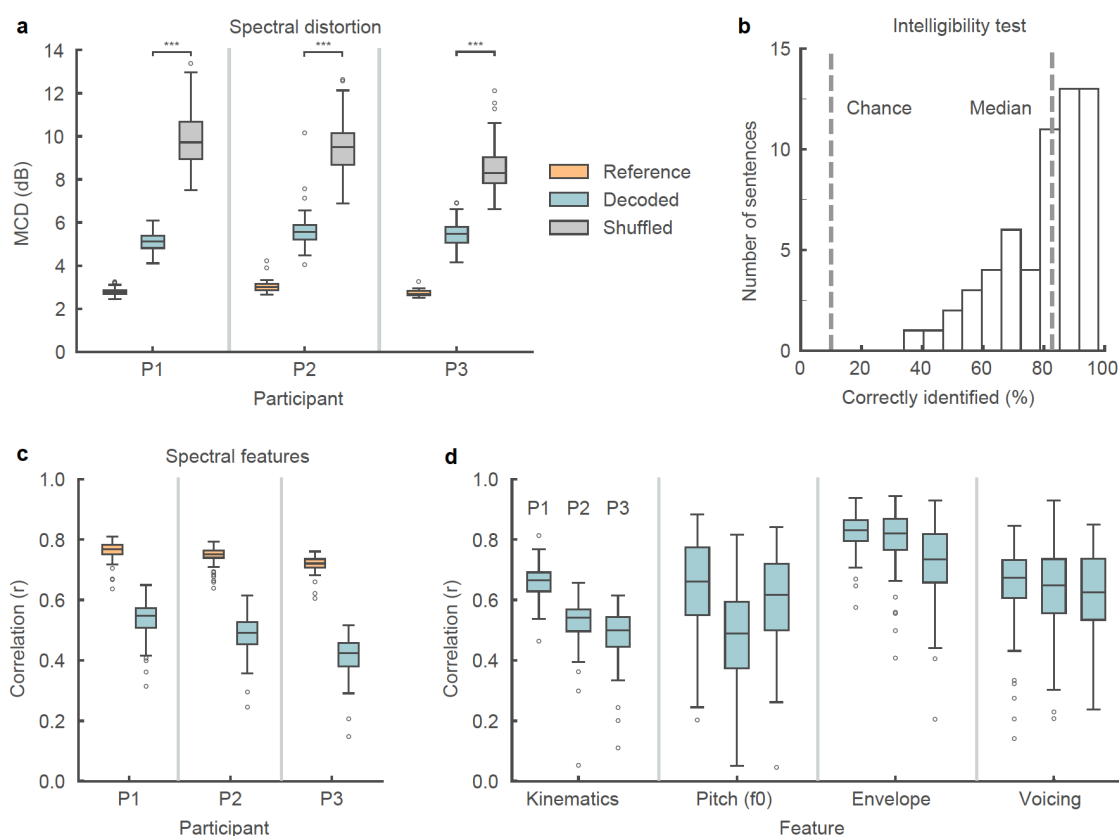 a
Spectral distortion
MCD (dB)
14
12
10
8
6
4
2
0
***
***
***
P1
P2
P3
Participant
Reference
Decoded
Shuffled
b
Intelligibility test
Number of sentences
15
10
5
0
Chance
Median
0
20
40
60
80
100
Correctly identified (%)
c
Spectral features
Correlation (r)
1.0
0.8
0.6
0.4
0.2
0.0
P1
P2
P3
Participant
d
Correlation (r)
1.0
0.8
0.6
0.4
0.2
0.0
P1 P2 P3
Kinematics
Pitch (f0)
Envelope
Voicing
Feature